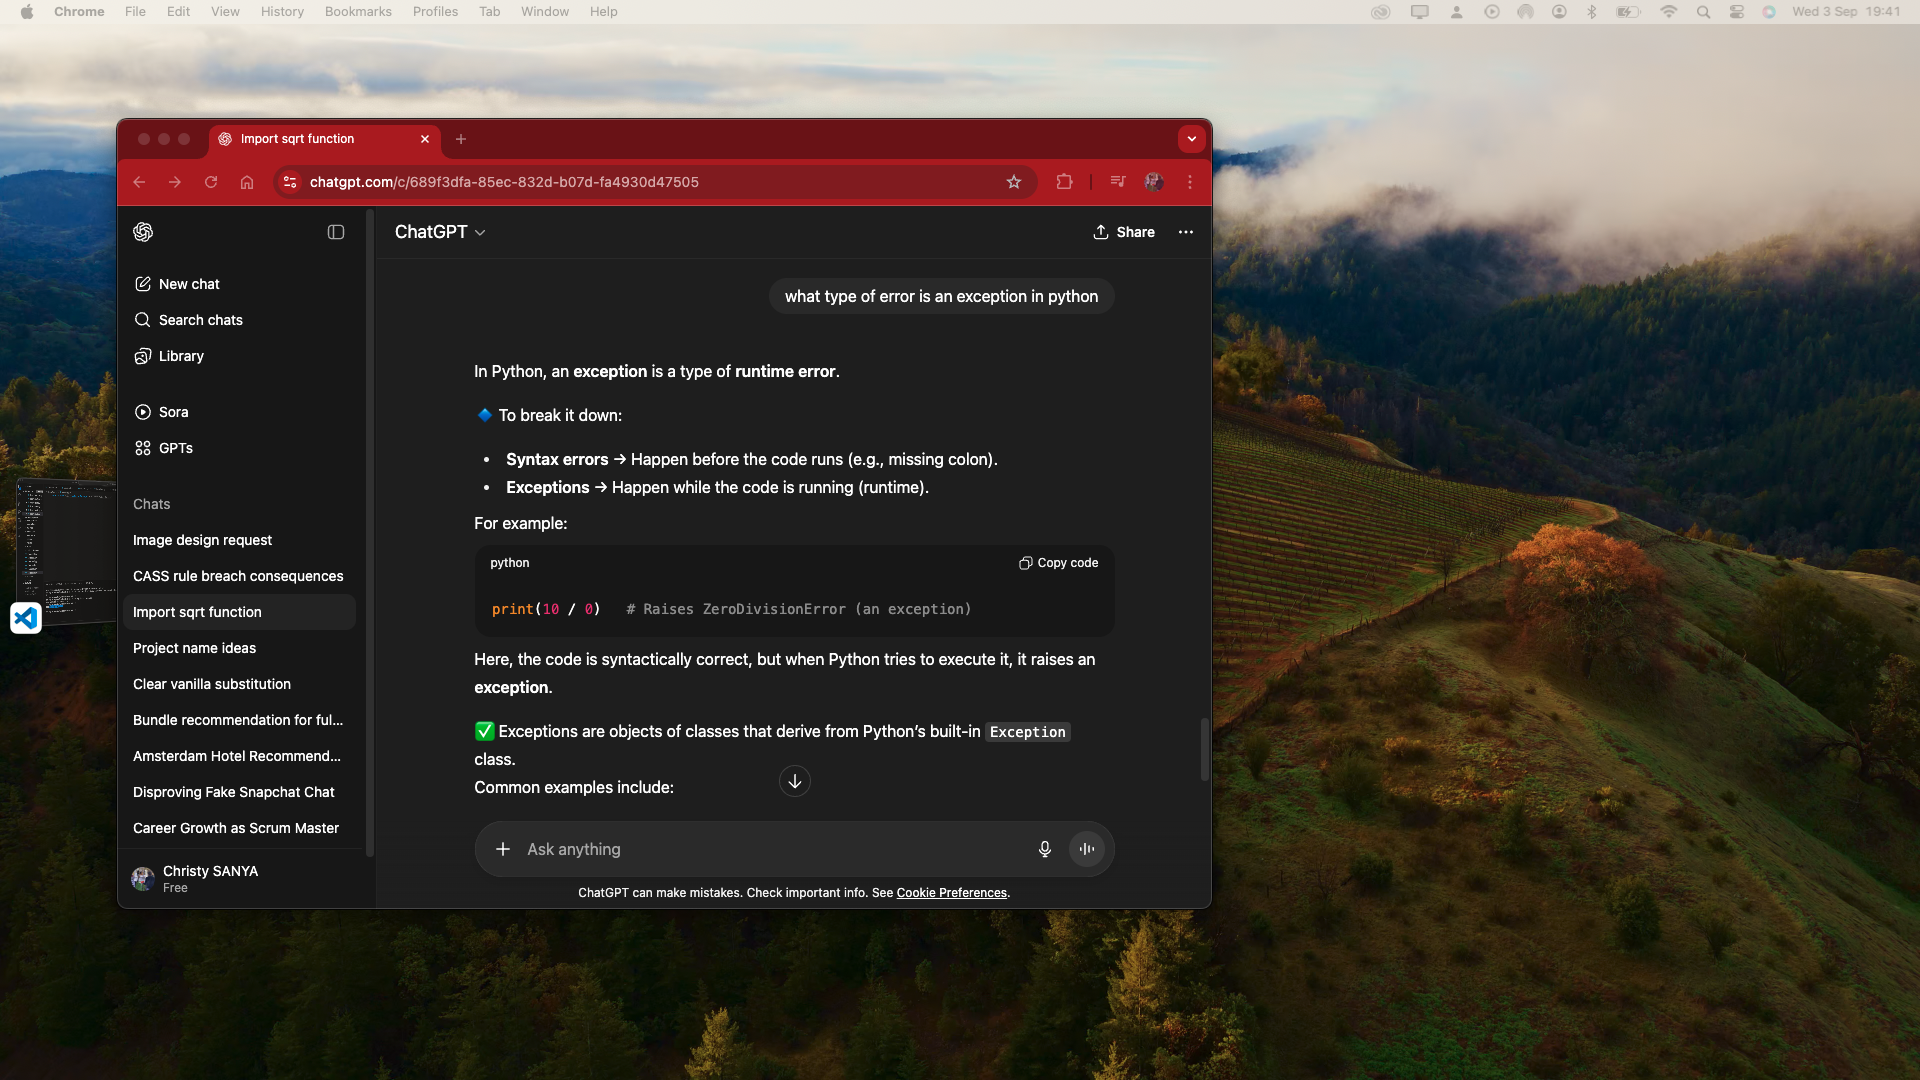 Chrome File Edit View History Bookmarks Profiles Tab Window Help Wed 3 Sep 19:41
Import sqrt function
chatgpt.com/c/689f3dfa-85ec-832d-b07d-fa4930d47505
ChatGPT
Share
New chat
Search chats
Library
Sora
GPTs
Chats
Image design request
CASS rule breach consequences
Import sqrt function
Project name ideas
Clear vanilla substitution
Bundle recommendation for ful...
Amsterdam Hotel Recommend...
Disproving Fake Snapchat Chat
Career Growth as Scrum Master
Christy SANYA
Free
what type of error is an exception in python
In Python, an exception is a type of runtime error.
🔹 To break it down:
• Syntax errors → Happen before the code runs (e.g., missing colon).
• Exceptions → Happen while the code is running (runtime).
For example:
python
Copy code
print(10 / 0)   # Raises ZeroDivisionError (an exception)
Here, the code is syntactically correct, but when Python tries to execute it, it raises an
exception.
✅ Exceptions are objects of classes that derive from Python’s built-in Exception
class.
Common examples include:
Ask anything
ChatGPT can make mistakes. Check important info. See Cookie Preferences.